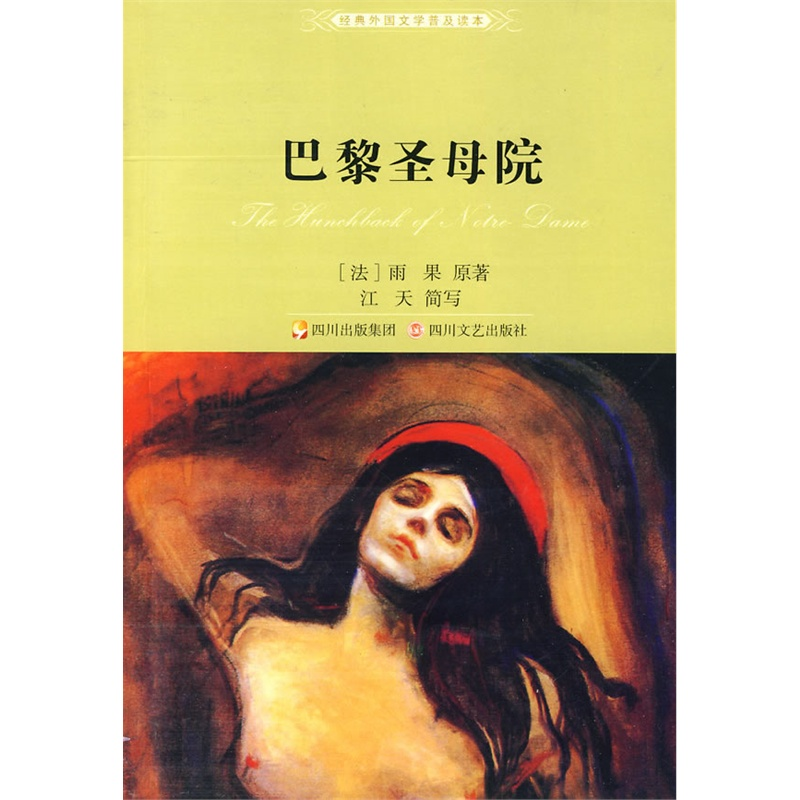 经典外国文学普及读本
巴黎圣母院
The Hunchback of Notre-Dame
[法]雨 果 原著
江 天 简写
四川出版集团 四川文艺出版社